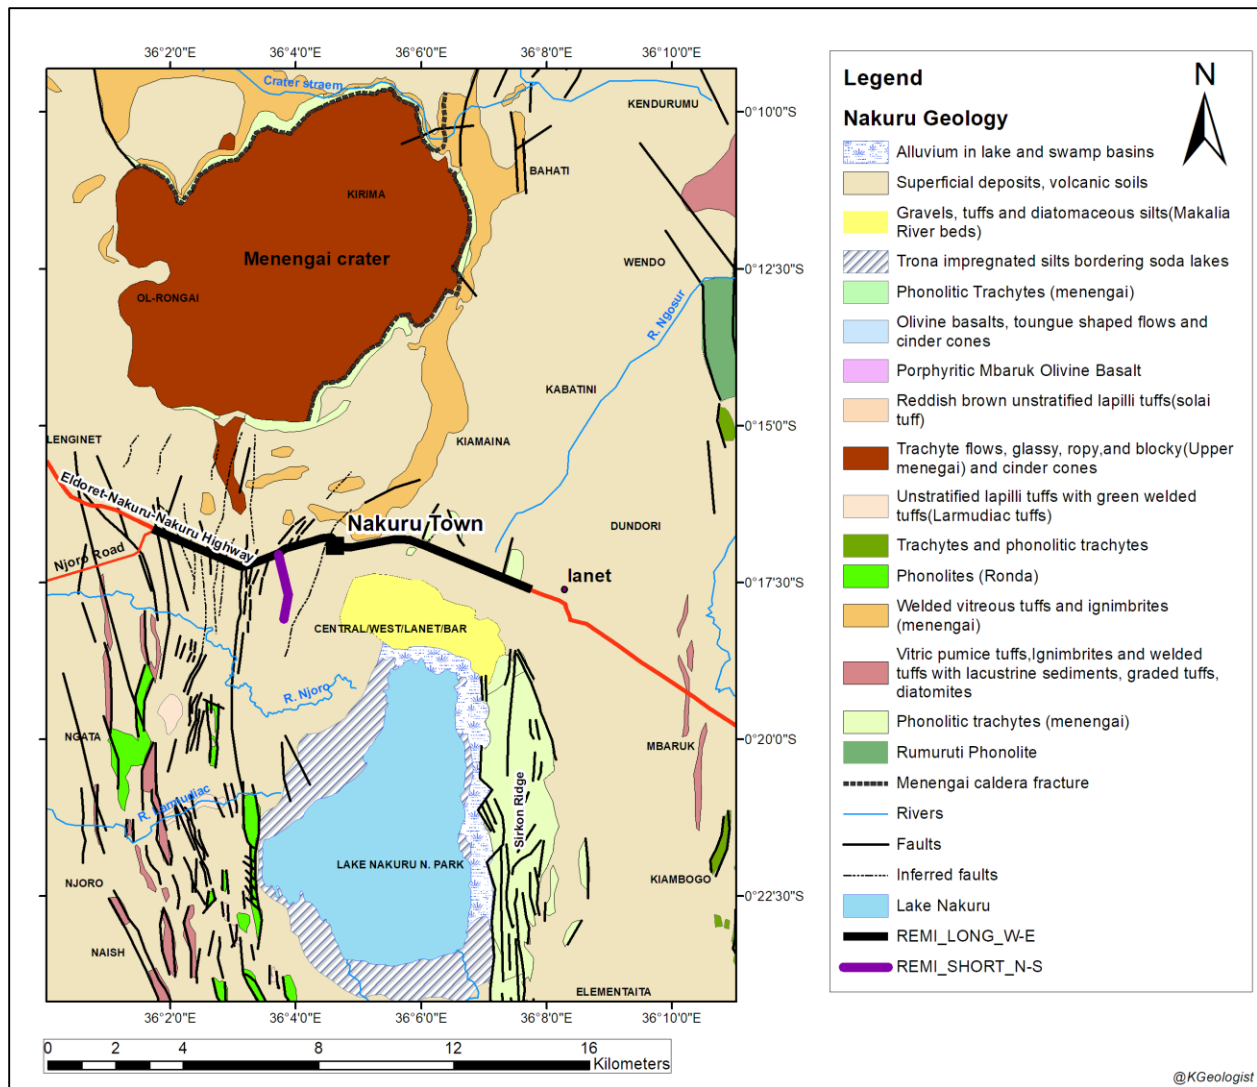 36°2'0"E 36°4'0"E 36°6'0"E 36°8'0"E 36°10'0"E
Crater straem
KENDURUMU
0°10'0"S
BAHATI
KIRIMA
Menengai crater
WENDO
0°12'30"S
OL-RONGAI
R. Ngosur
KABATINI
0°15'0"S
LENGINET
KIAMAINA
Eldoret-Nakuru-Nakuru Highway
Nakuru Town
DUNDORI
Njoro Road
lanet
0°17'30"S
CENTRAL/WEST/LANET/BAR
R. Njoro
NGATA
MBARUK
0°20'0"S
R. Lamudiac
Sirkon Ridge
LAKE NAKURU N. PARK
NJORO
KIAMBOGO
0°22'30"S
NAISH
ELEMENTAITA
36°2'0"E 36°4'0"E 36°6'0"E 36°8'0"E 36°10'0"E
0 2 4 8 12 16
Kilometers
Legend
N
Nakuru Geology
Alluvium in lake and swamp basins
Superficial deposits, volcanic soils
Gravels, tuffs and diatomaceous silts(Makalia
River beds)
Trona impregnated silts bordering soda lakes
Phonolitic Trachytes (menengai)
Olivine basalts, toungue shaped flows and
cinder cones
Porphyritic Mbaruk Olivine Basalt
Reddish brown unstratified lapilli tuffs(solai
tuff)
Trachyte flows, glassy, ropy,and blocky(Upper
menegai) and cinder cones
Unstratified lapilli tuffs with green welded
tuffs(Larmudiac tuffs)
Trachytes and phonolitic trachytes
Phonolites (Ronda)
Welded vitreous tuffs and ignimbrites
(menengai)
Vitric pumice tuffs,Ignimbrites and welded
tuffs with lacustrine sediments, graded tuffs,
diatomites
Phonolitic trachytes (menengai)
Rumuruti Phonolite
Menengai caldera fracture
Rivers
Faults
Inferred faults
Lake Nakuru
REMI_LONG_W-E
REMI_SHORT_N-S
@KGeologist